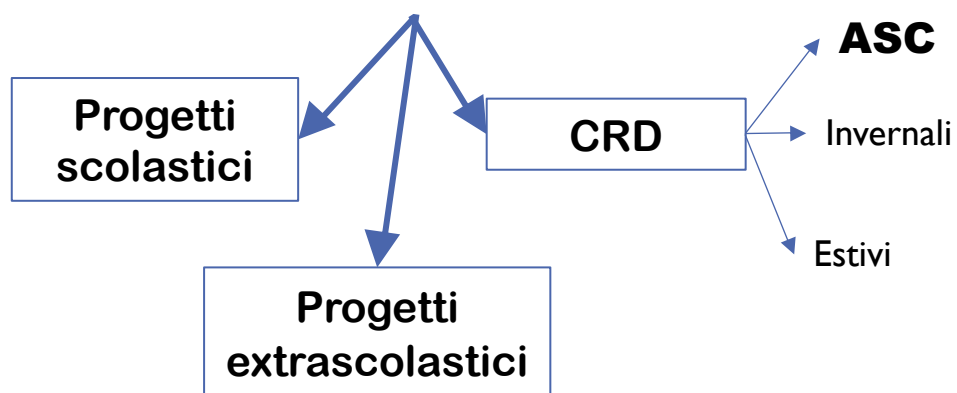 Progetti
scolastici
CRD
ASC
Invernali
Estivi
Progetti
extrascolastici